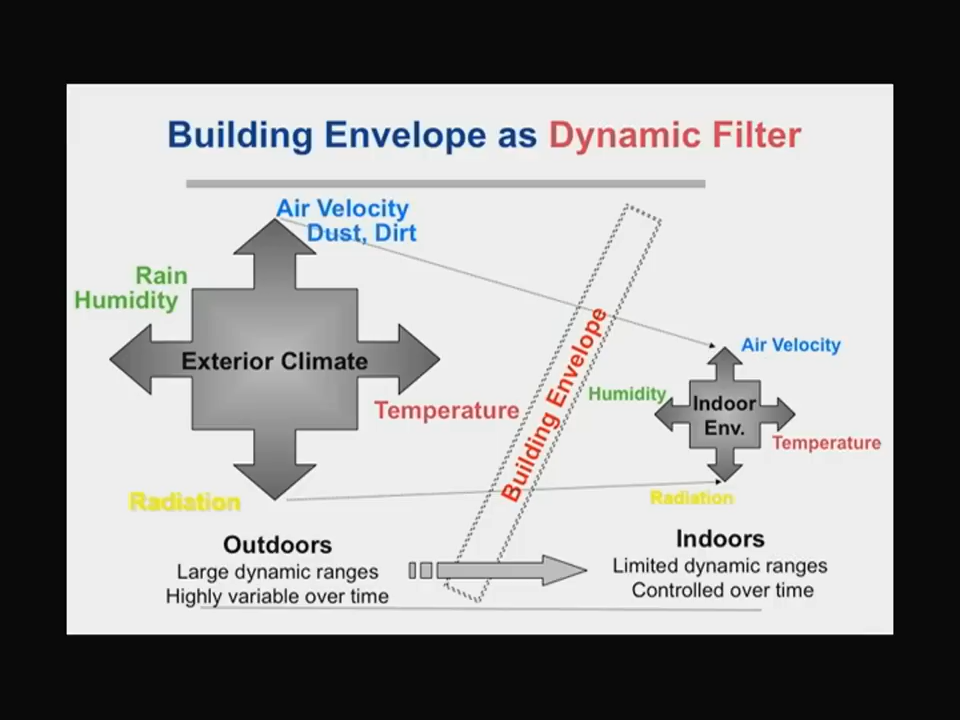 Building Envelope as Dynamic Filter
Air Velocity
Dust, Dirt
Rain
Humidity
Exterior Climate
Temperature
Radiation
Building Envelope
Air Velocity
Humidity
Indoor
Env.
Temperature
Radiation
Outdoors
Large dynamic ranges
Highly variable over time
Indoors
Limited dynamic ranges
Controlled over time